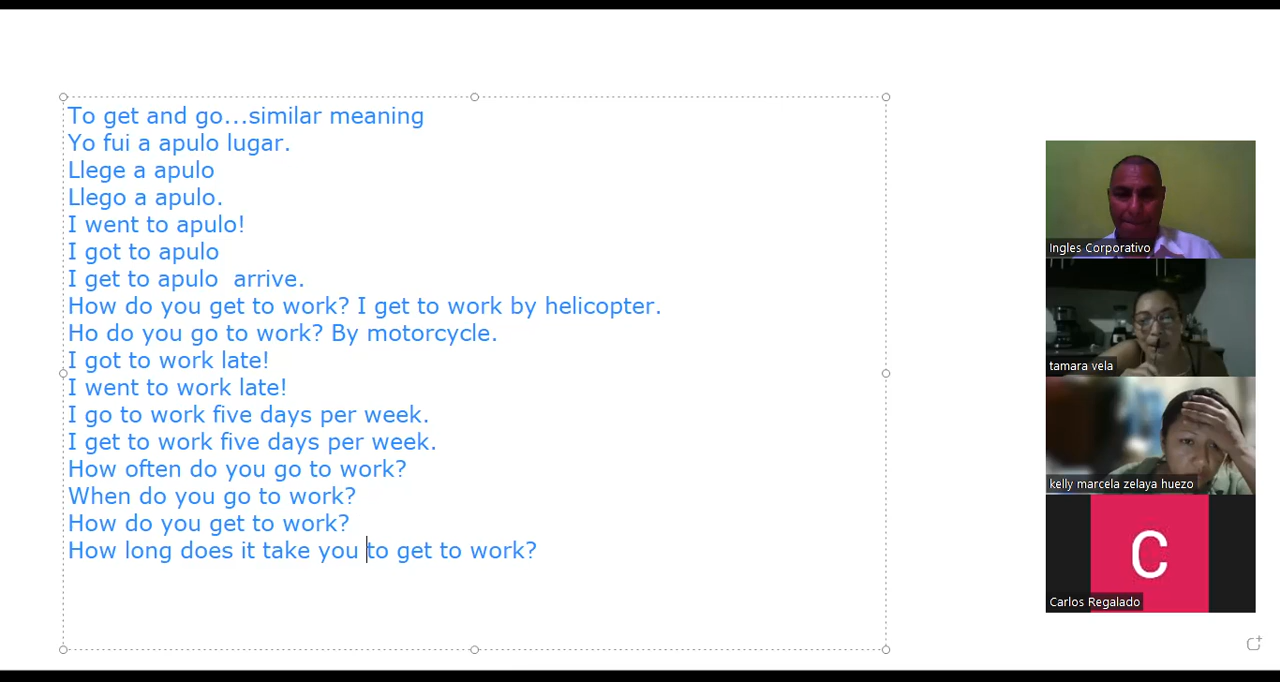 To get and go...similar meaning
Yo fui a apulo lugar.
Llege a apulo
Llego a apulo.
I went to apulo!
I got to apulo
I get to apulo  arrive.
How do you get to work? I get to work by helicopter.
Ho do you go to work? By motorcycle.
I got to work late!
I went to work late!
I go to work five days per week.
I get to work five days per week.
How often do you go to work?
When do you go to work?
How do you get to work?
How long does it take you to get to work?
Ingles Corporativo
tamara vela
kelly marcela zelaya huezo
C
Carlos Regalado